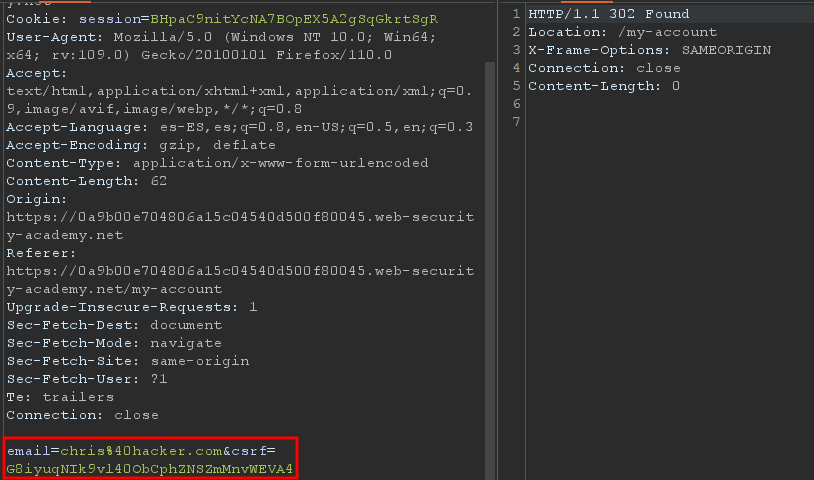 Cookie: session=BHpaC9nitYcNA7BOpEX5A2gSqGkrtSgR
User-Agent: Mozilla/5.0 (Windows NT 10.0; Win64;
x64; rv:109.0) Gecko/20100101 Firefox/110.0
Accept:
text/html,application/xhtml+xml,application/xml;q=0.
9,image/avif,image/webp,*/*;q=0.8
Accept-Language: es-ES,es;q=0.8,en-US;q=0.5,en;q=0.3
Accept-Encoding: gzip, deflate
Content-Type: application/x-www-form-urlencoded
Content-Length: 62
Origin:
https://0a9b00e704806a15c04540d500f80045.web-securit
y-academy.net
Referer:
https://0a9b00e704806a15c04540d500f80045.web-securit
y-academy.net/my-account
Upgrade-Insecure-Requests: 1
Sec-Fetch-Dest: document
Sec-Fetch-Mode: navigate
Sec-Fetch-Site: same-origin
Sec-Fetch-User: ?1
Te: trailers
Connection: close
email=chris%40hacker.com&csrf=
G8iyuqNIk9vl40ObCphZNSZmMnvWEVA4
1 HTTP/1.1 302 Found
2 Location: /my-account
3 X-Frame-Options: SAMEORIGIN
4 Connection: close
5 Content-Length: 0
6
7